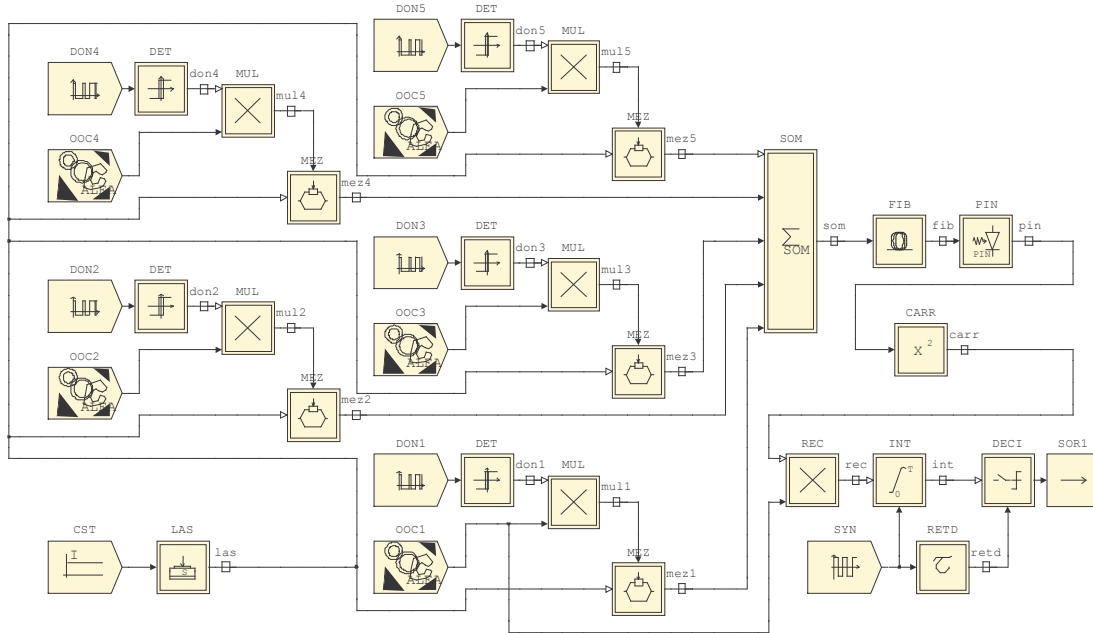 DON5 DET
don5 MUL
mul5
DON4 DET
don4 MUL
mul4
OOC5
ALEA
MEZ
mez5
SOM
OOC4
ALEA
MEZ
mez4
Σ
SOM
som
FIB
fib
PIN
PIN
pin
DON3 DET
don3 MUL
mul3
DON2 DET
don2 MUL
mul2
OOC3
ALEA
MEZ
mez3
CARR
X 2
carr
OOC2
ALEA
MEZ
mez2
DON1 DET
don1 MUL
mul1
REC
rec
INT
T
0
int
DECI
SOR1
CST
I
LAS
S
las
OOC1
ALEA
MEZ
mez1
SYN
RETD
τ
retd